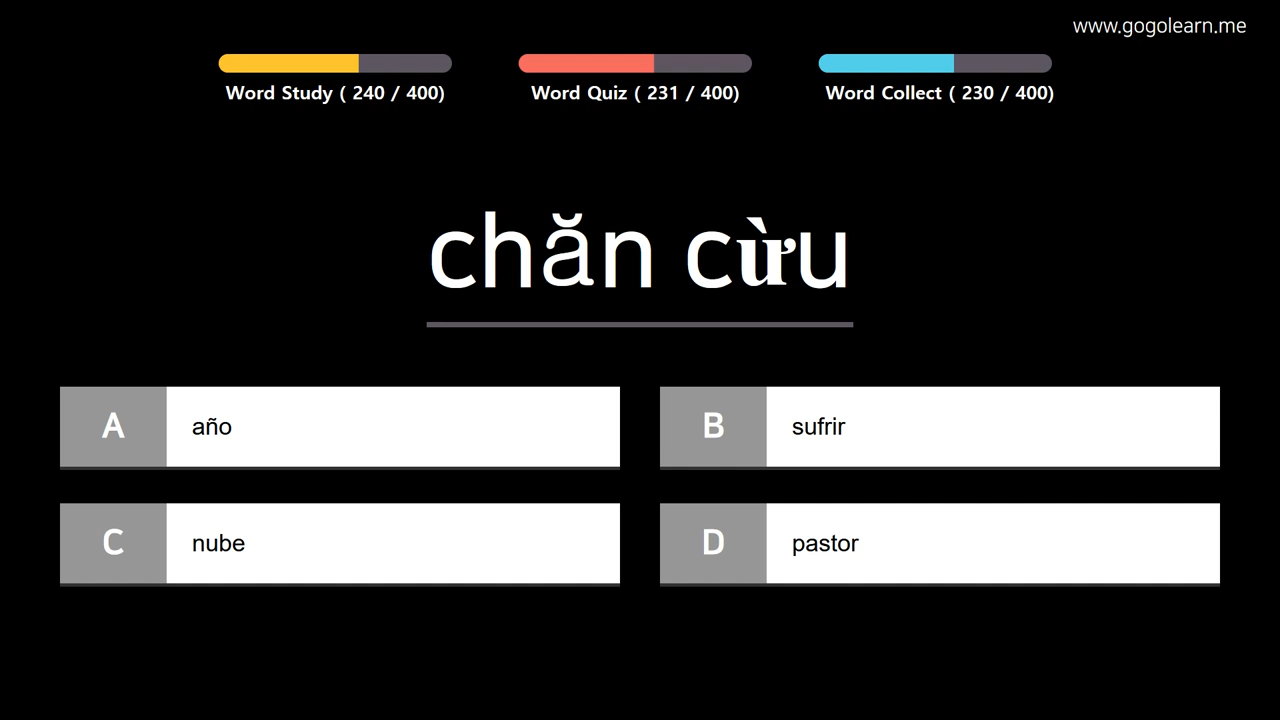 www.gogolearn.me
Word Study ( 240 / 400)
Word Quiz ( 231 / 400)
Word Collect ( 230 / 400)
chăn cừu
A año
B sufrir
C nube
D pastor